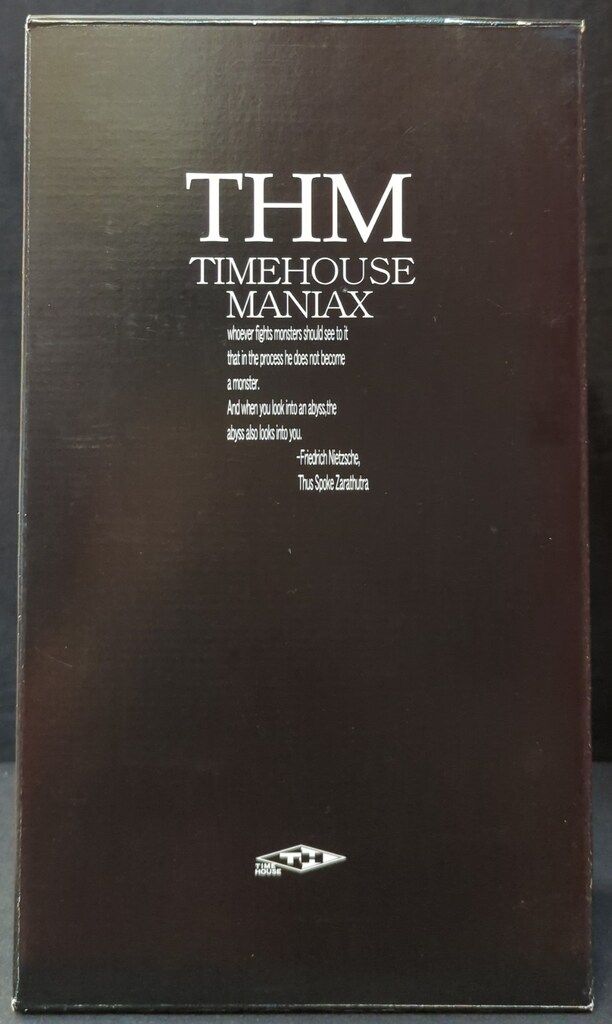 THM
TIMEHOUSE
MANIAX
whoever fights monsters should see to it
that in the process he does not become
a monster.
And when you look into an abyss,the
abyss also looks into you.
-Friedrich Nietzsche,
Thus Spoke Zarathutra
TH
TIME
HOUSE